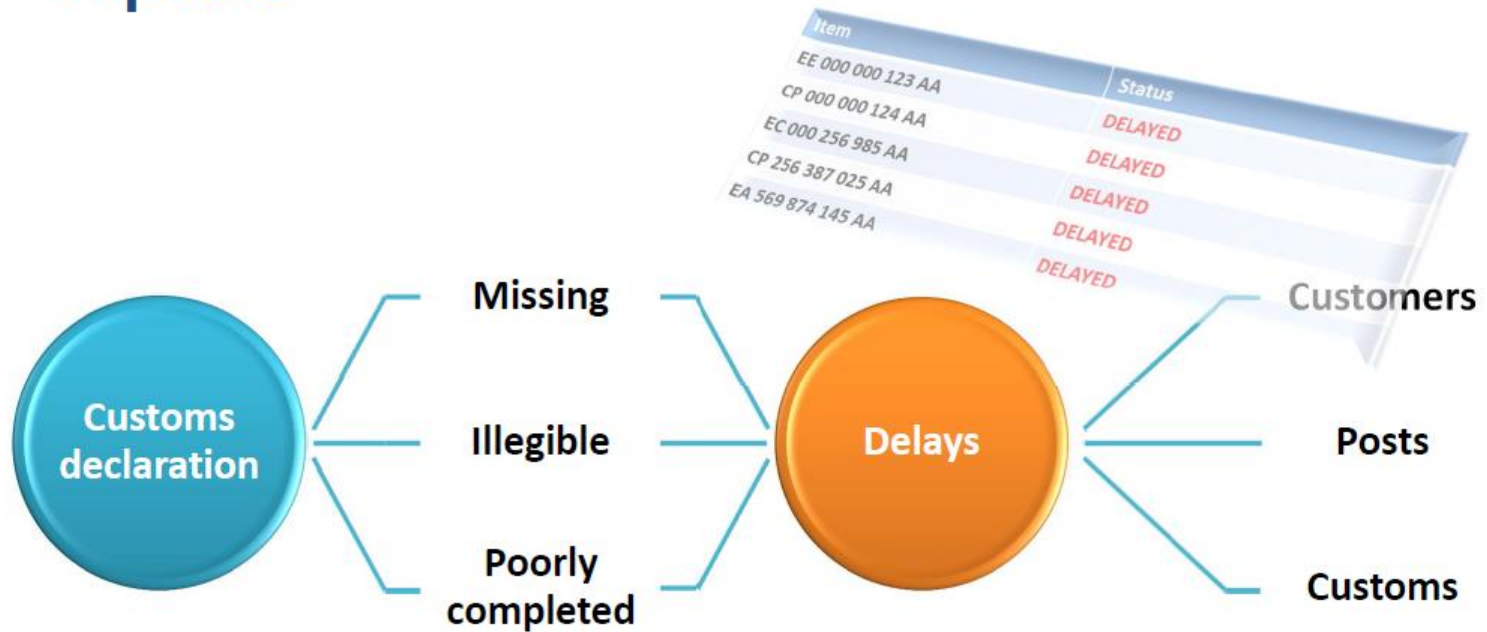 Item Status
EE 000 000 123 AA DELAYED
CP 000 000 124 AA DELAYED
EC 000 256 985 AA DELAYED
CP 256 387 025 AA DELAYED
EA 569 874 145 AA DELAYED
Customs
declaration
Missing
Illegible
Poorly
completed
Delays
Customers
Posts
Customs